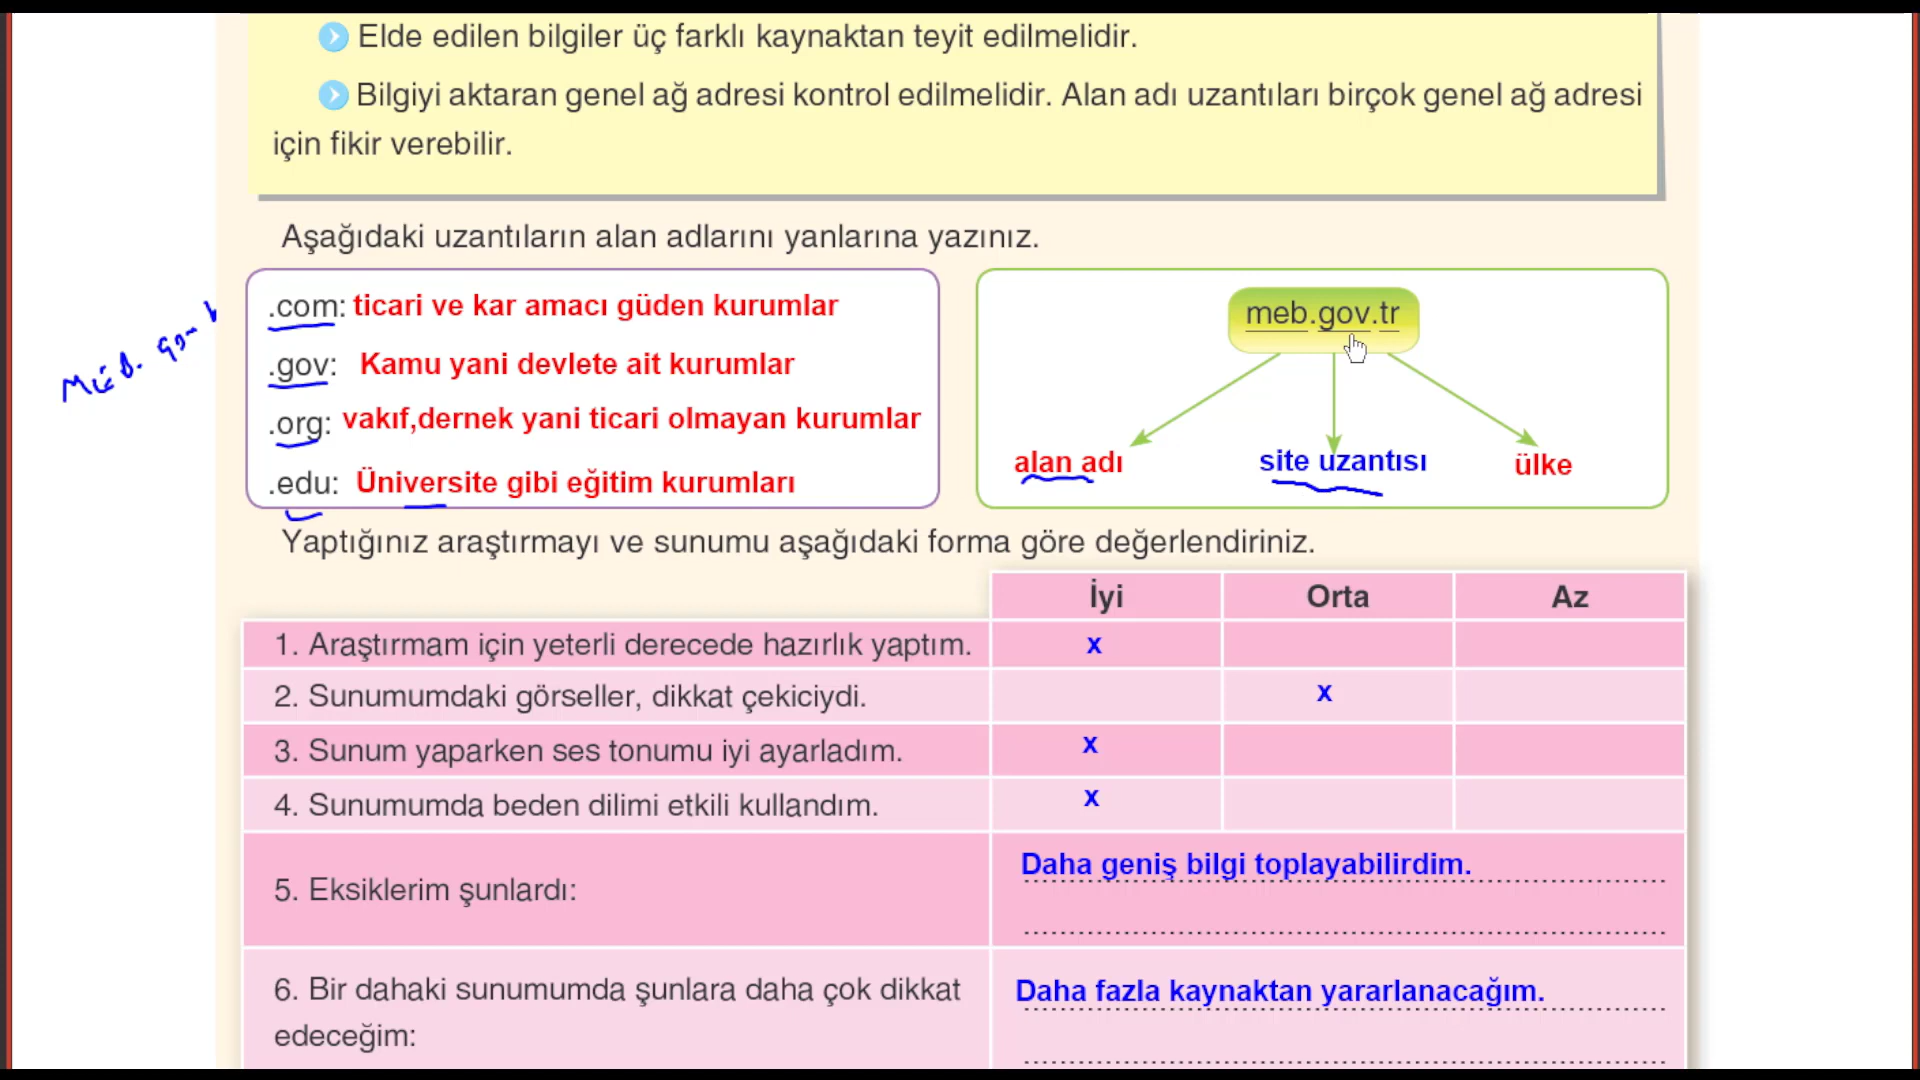 Elde edilen bilgiler üç farklı kaynaktan teyit edilmelidir.
Bilgiyi aktaran genel ağ adresi kontrol edilmelidir. Alan adı uzantıları birçok genel ağ adresi
için fikir verebilir.
Aşağıdaki uzantıların alan adlarını yanlarına yazınız.
.com: ticari ve kar amacı güden kurumlar
.gov: Kamu yani devlete ait kurumlar
.org: vakıf,dernek yani ticari olmayan kurumlar
.edu: Üniversite gibi eğitim kurumları
meb.gov.tr
alan adı
site uzantısı
ülke
Yaptığınız araştırmayı ve sunumu aşağıdaki forma göre değerlendiriniz.
İyi Orta Az
1. Araştırmam için yeterli derecede hazırlık yaptım. x
2. Sunumumdaki görseller, dikkat çekiciydi. x
3. Sunum yaparken ses tonumu iyi ayarladım. x
4. Sunumumda beden dilimi etkili kullandım. x
5. Eksiklerim şunlardı: Daha geniş bilgi toplayabilirdim.
6. Bir dahaki sunumumda şunlara daha çok dikkat
edeceğim:
Daha fazla kaynaktan yararlanacağım.